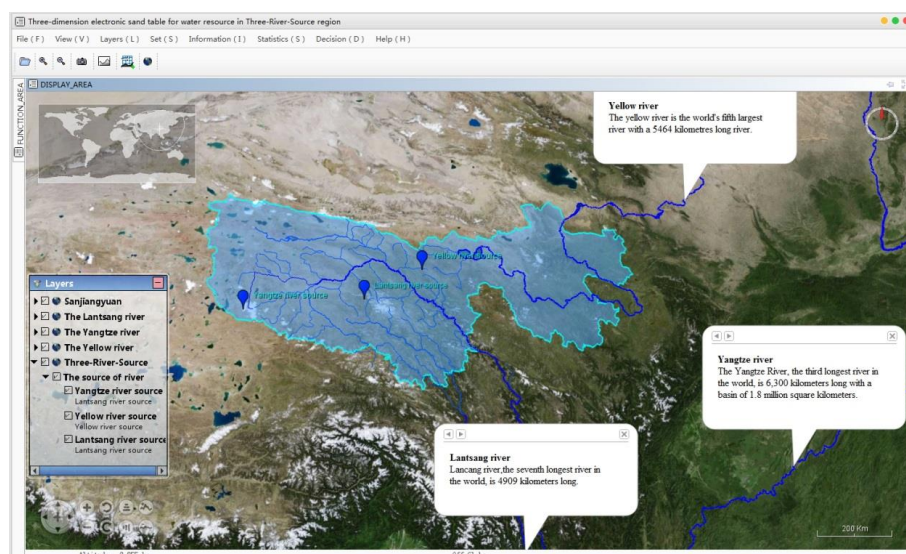 Three-dimension electronic sand table for water resource in Three-River-Source region
File ( F ) View ( V ) Layers ( L ) Set ( S ) Information ( I ) Statistics ( S ) Decision ( D ) Help ( H )
DISPLAY_AREA
FUNCTION_AREA
Yellow river
The yellow river is the world's fifth largest
river with a 5464 kilometres long river.
Yellow river source
Lantsang river source
Yangtze river source
Layers
Sanjiangyuan
The Lantsang river
The Yangtze river
The Yellow river
Three-River-Source
The source of river
Yangtze river source
Lantsang river source
Yellow river source
Yellow river source
Lantsang river source
Lantsang river source
Yangtze river
The Yangtze River, the third longest river in
the world, is 6,300 kilometers long with a
basin of 1.8 million square kilometers.
Lantsang river
Lancang river,the seventh longest river in
the world, is 4909 kilometers long.
200 Km